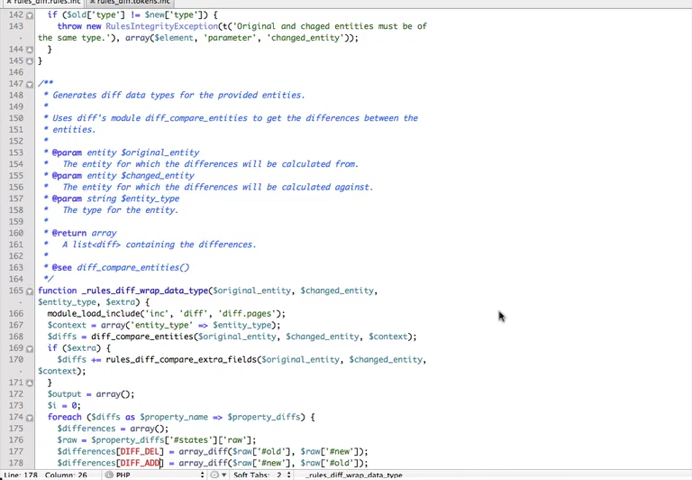 rules_diff.rules.inc rules_diff.tokens.inc
142 if ($old['type'] != $new['type']) {
143 throw new RulesIntegrityException(t('Original and chaged entities must be of
the same type.'), array($element, 'parameter', 'changed_entity'));
144 }
145 }
146
147 /**
148 * Generates diff data types for the provided entities.
149 *
150 * Uses diff's module diff_compare_entities to get the differences between the
151 * entities.
152 *
153 * @param entity $original_entity
154 * The entity for which the differences will be calculated from.
155 * @param entity $changed_entity
156 * The entity for which the differences will be calculated against.
157 * @param string $entity_type
158 * The type for the entity.
159 *
160 * @return array
161 * A list<diff> containing the differences.
162 *
163 * @see diff_compare_entities()
164 */
165 function _rules_diff_wrap_data_type($original_entity, $changed_entity,
$entity_type, $extra) {
166 module_load_include('inc', 'diff', 'diff.pages');
167 $context = array('entity_type' => $entity_type);
168 $diffs = diff_compare_entities($original_entity, $changed_entity, $context);
169 if ($extra) {
170 $diffs += rules_diff_compare_extra_fields($original_entity, $changed_entity,
$context);
171 }
172 $output = array();
173 $i = 0;
174 foreach ($diffs as $property_name => $property_diffs) {
175 $differences = array();
176 $raw = $property_diffs['#states']['raw'];
177 $differences[DIFF_DEL] = array_diff($raw['#old'], $raw['#new']);
178 $differences[DIFF_ADD] = array_diff($raw['#new'], $raw['#old']);
Line: 178 Column: 26 PHP Soft Tabs: 2 _rules_diff_wrap_data_type